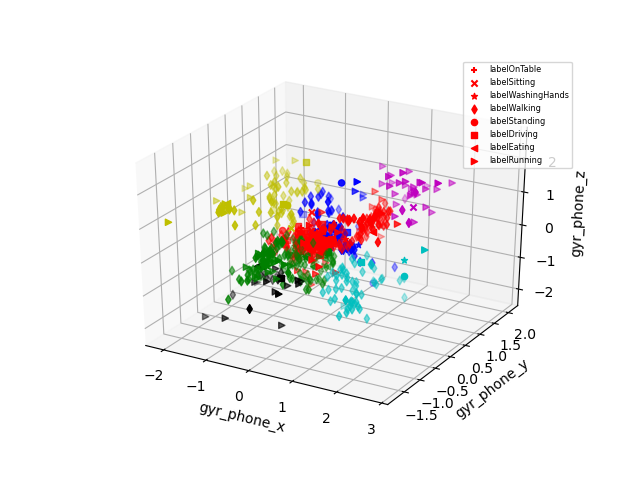 labelOnTable
labelSitting
labelWashingHands
labelWalking
labelStanding
labelDriving
labelEating
labelRunning
2
1
0
−1
−2
gyr_phone_z
2.0
1.5
1.0
0.5
0.0
−0.5
−1.0
−1.5
gyr_phone_y
−2
−1
0
1
2
3
gyr_phone_x